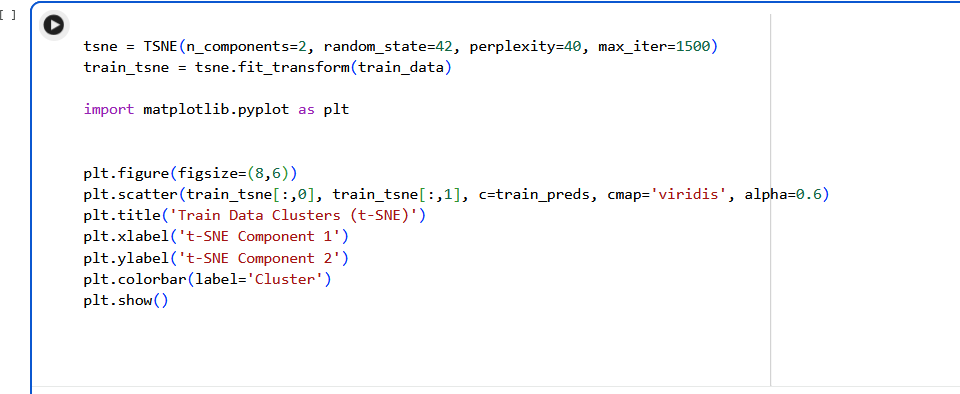 [ ]
tsne = TSNE(n_components=2, random_state=42, perplexity=40, max_iter=1500)
train_tsne = tsne.fit_transform(train_data)
import matplotlib.pyplot as plt
plt.figure(figsize=(8,6))
plt.scatter(train_tsne[:,0], train_tsne[:,1], c=train_preds, cmap='viridis', alpha=0.6)
plt.title('Train Data Clusters (t-SNE)')
plt.xlabel('t-SNE Component 1')
plt.ylabel('t-SNE Component 2')
plt.colorbar(label='Cluster')
plt.show()